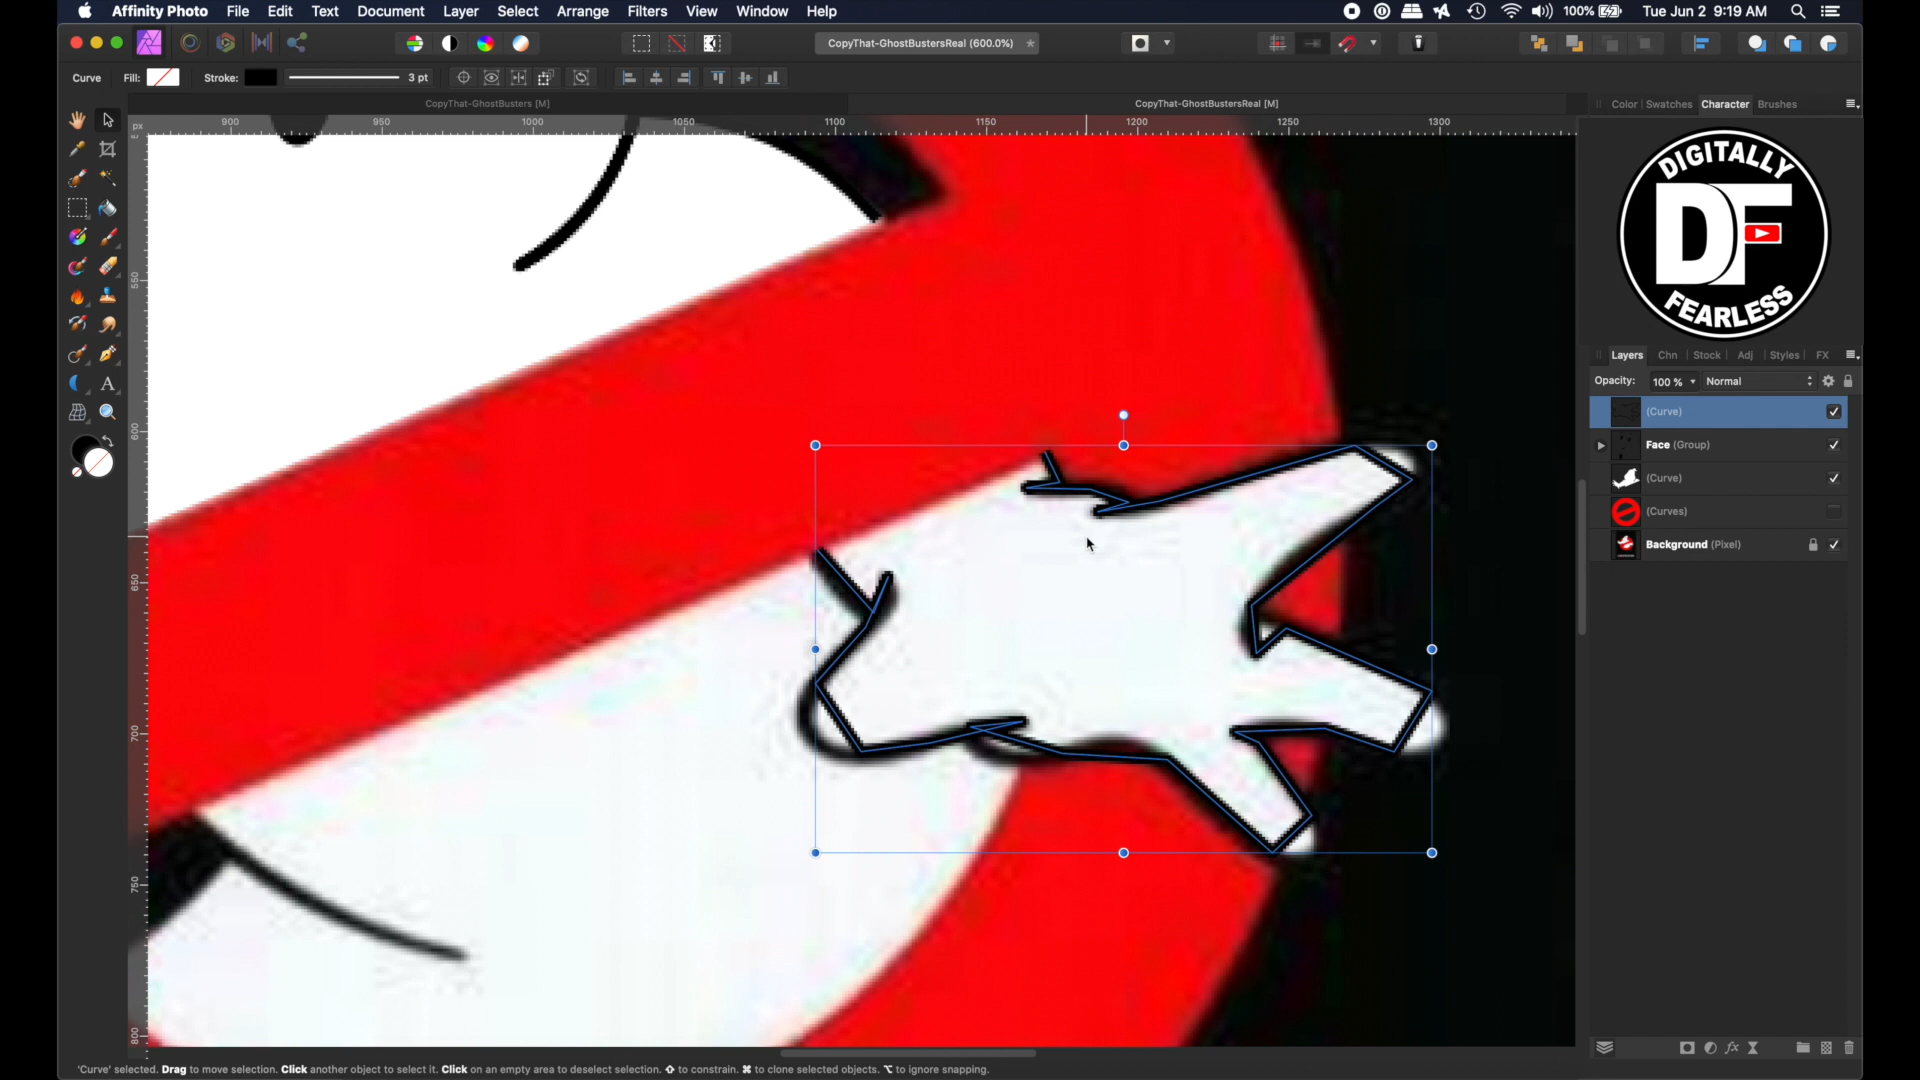 Affinity Photo File Edit Text Document Layer Select Arrange Filters View Window Help 100% Tue Jun 2 9:19 AM
CopyThat-GhostBustersReal (600.0%) *
Curve Fill: Stroke: 3 pt
CopyThat-GhostBusters [M] CopyThat-GhostBustersReal [M] Color Swatches Character Brushes
px 900 950 1000 1050 1100 1150 1200 1250 1300
550
600
650
700
750
800
DIGITALLY
DF
FEARLESS
Layers Chn Stock Adj Styles FX
Opacity: 100 % Normal
(Curve)
Face (Group)
(Curve)
(Curves)
Background (Pixel)
'Curve' selected. Drag to move selection. Click another object to select it. Click on an empty area to deselect selection. ⇧ to constrain. ⌘ to clone selected objects. ⌥ to ignore snapping.